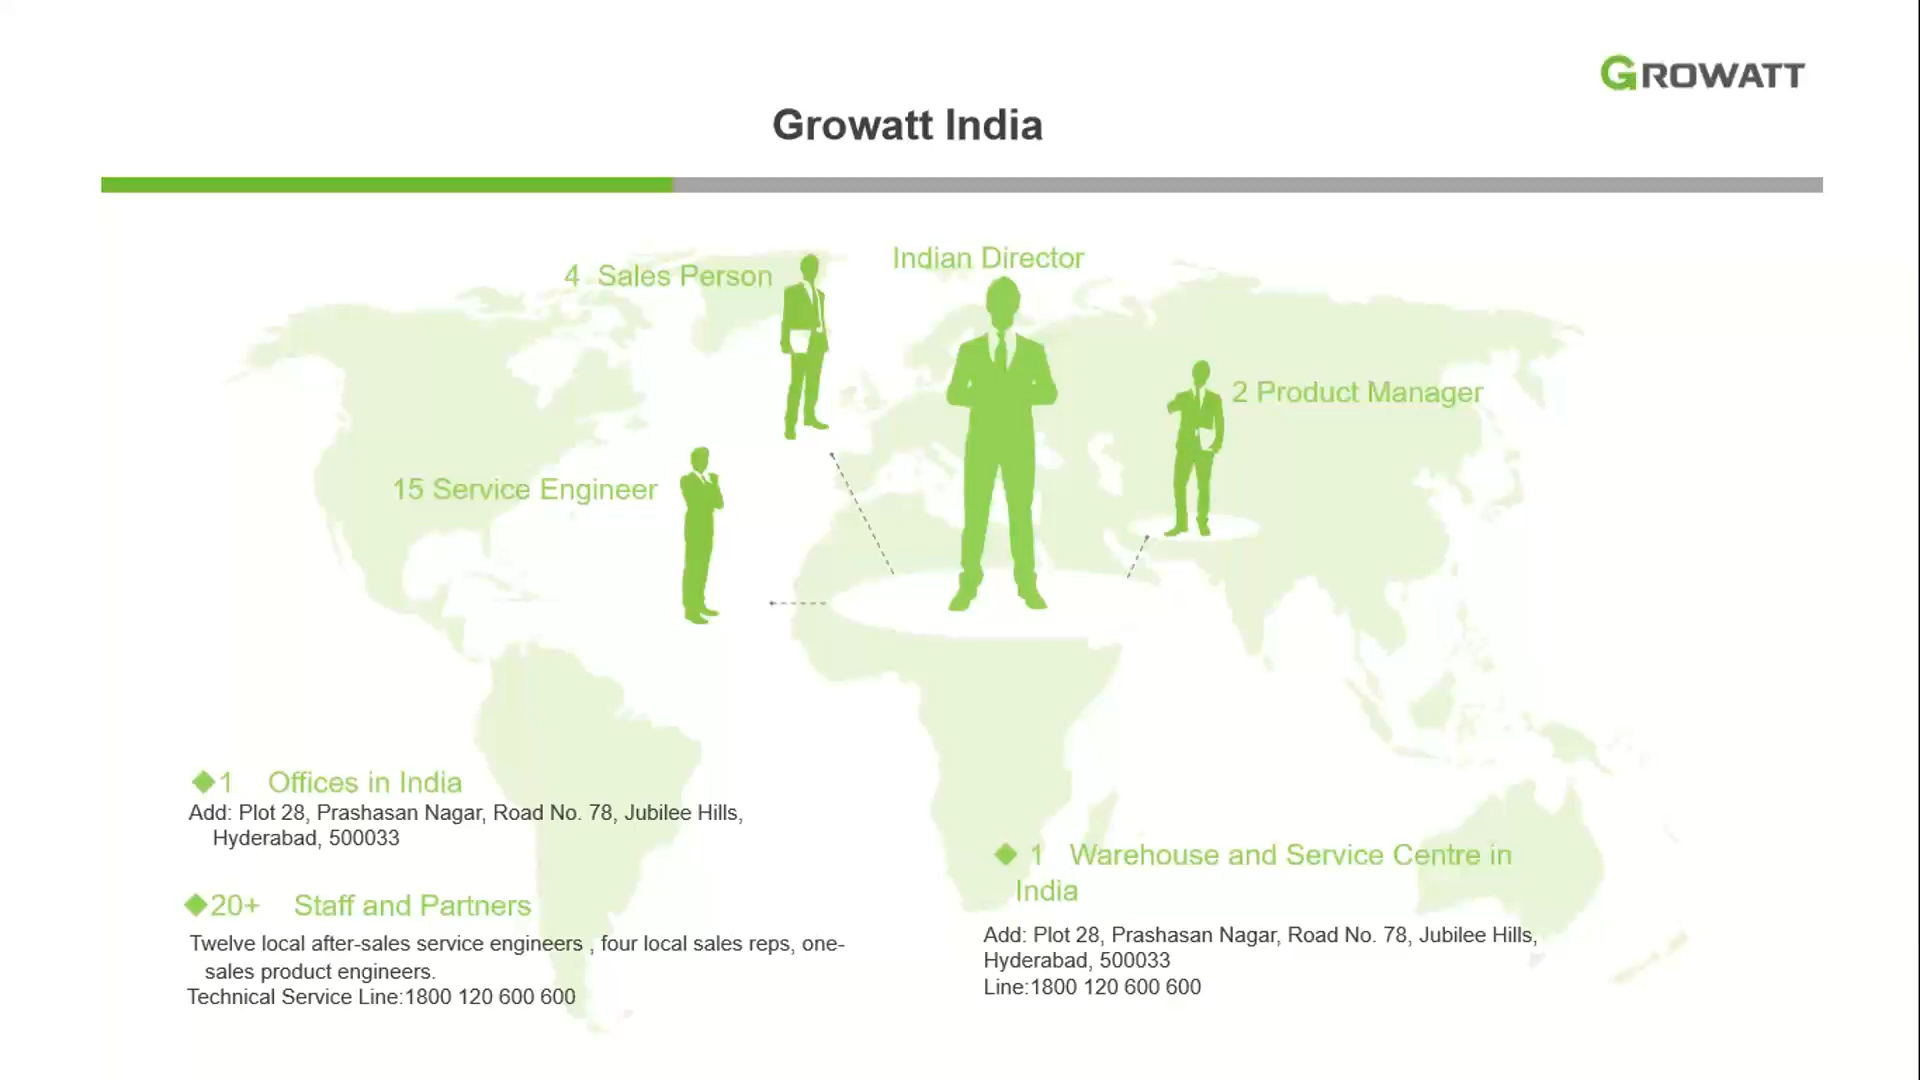 GROWATT
Growatt India
4 Sales Person
Indian Director
2 Product Manager
15 Service Engineer
◆1 Offices in India
Add: Plot 28, Prashasan Nagar, Road No. 78, Jubilee Hills,
Hyderabad, 500033
◆20+ Staff and Partners
Twelve local after-sales service engineers , four local sales reps, one-
sales product engineers.
Technical Service Line:1800 120 600 600
◆ 1 Warehouse and Service Centre in
India
Add: Plot 28, Prashasan Nagar, Road No. 78, Jubilee Hills,
Hyderabad, 500033
Line:1800 120 600 600